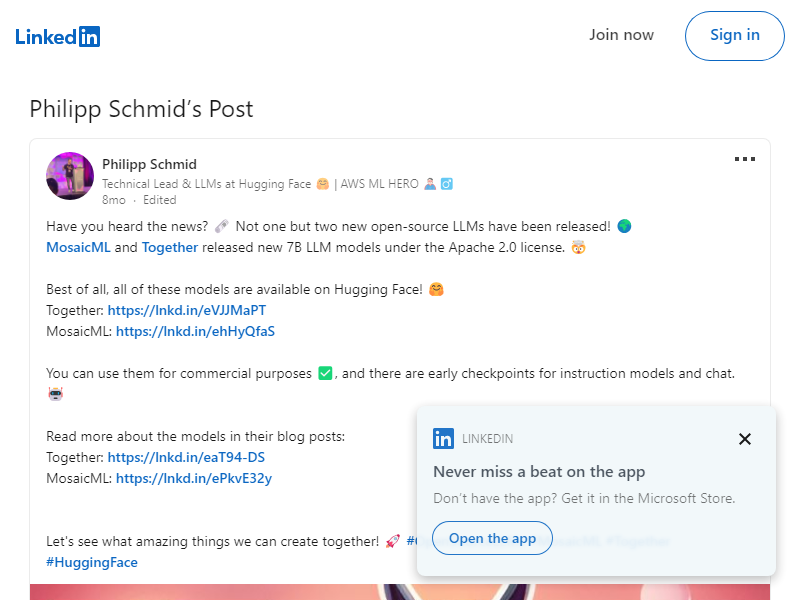 LinkedIn
Join now
Sign in
Philipp Schmid's Post
Philipp Schmid
Technical Lead & LLMs at Hugging Face 🤗 | AWS ML HERO 🦸🏻‍♂️
8mo · Edited
Have you heard the news? 🗞️ Not one but two new open-source LLMs have been released! 🌎
MosaicML and Together released new 7B LLM models under the Apache 2.0 license. 🤯
Best of all, all of these models are available on Hugging Face! 🤗
Together: https://lnkd.in/eVJJMaPT
MosaicML: https://lnkd.in/ehHyQfaS
You can use them for commercial purposes ✅, and there are early checkpoints for instruction models and chat.
🤖
Read more about the models in their blog posts:
Together: https://lnkd.in/eaT94-DS
MosaicML: https://lnkd.in/ePkvE32y
Let's see what amazing things we can create together! 🚀
#HuggingFace
LINKEDIN
Never miss a beat on the app
Don't have the app? Get it in the Microsoft Store.
Open the app